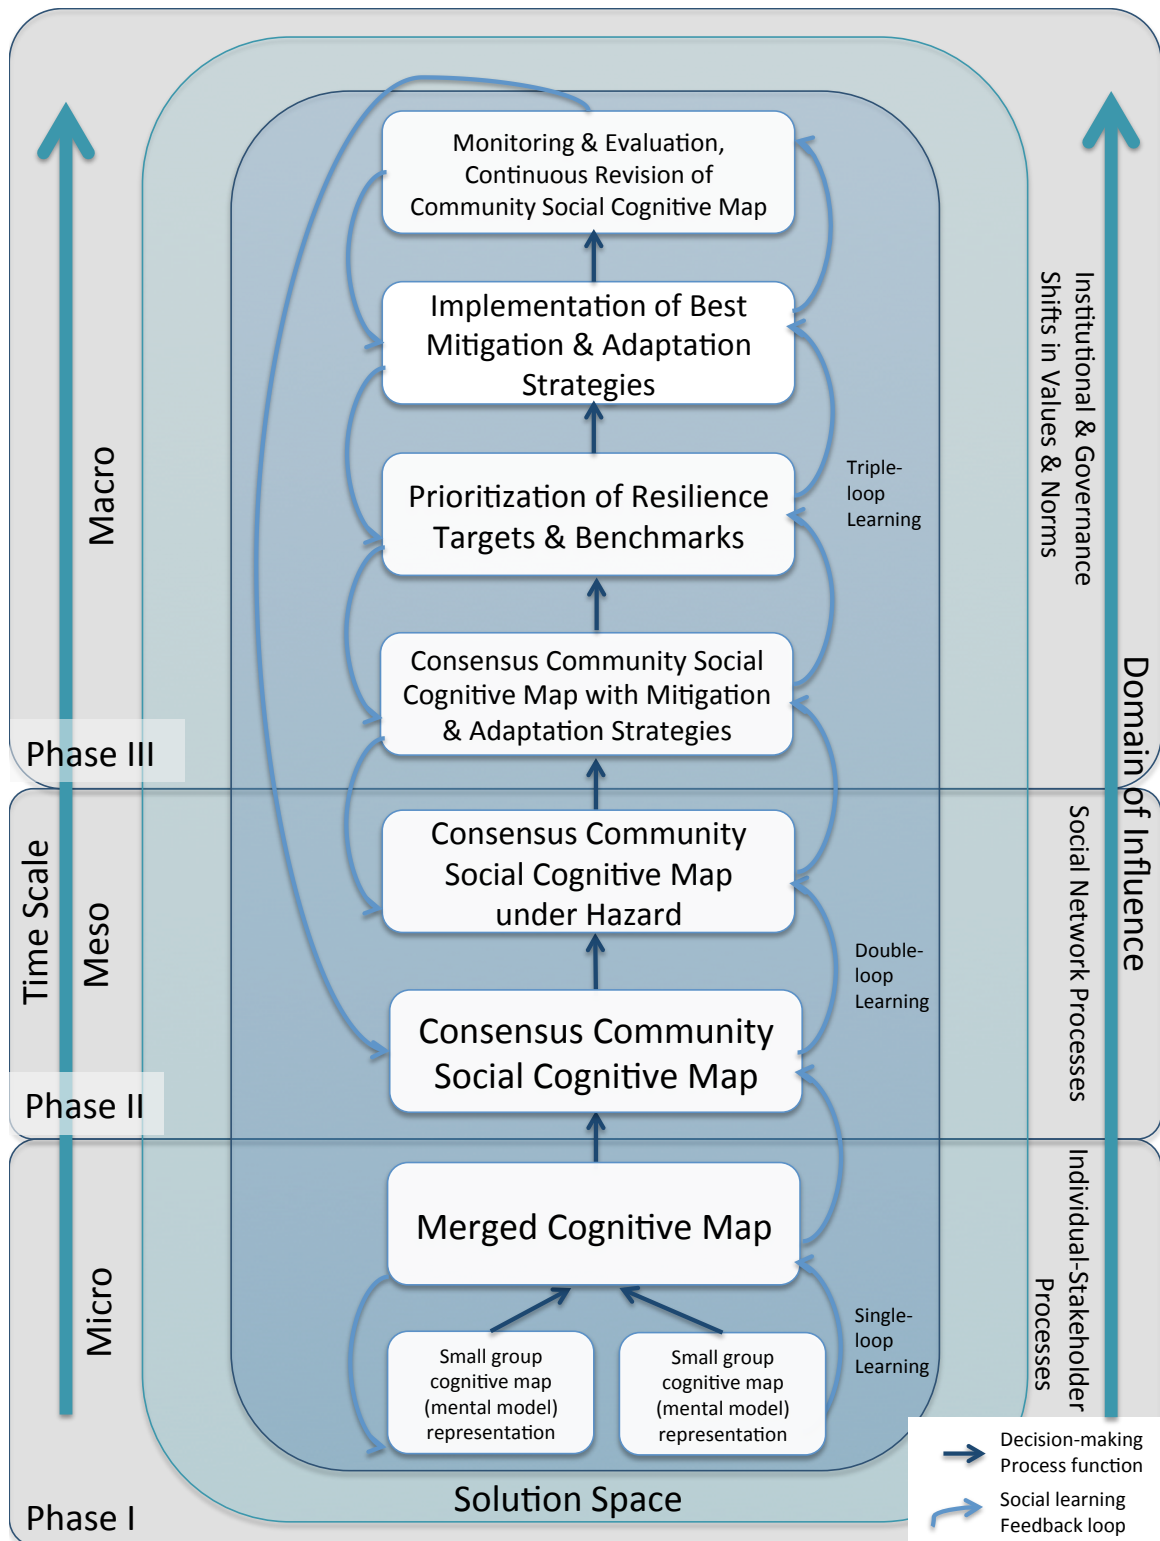 Monitoring & Evaluation,
Continuous Revision of
Community Social Cognitive Map
Implementation of Best
Mitigation & Adaptation
Strategies
Prioritization of Resilience
Targets & Benchmarks
Consensus Community Social
Cognitive Map with Mitigation
& Adaptation Strategies
Consensus Community
Social Cognitive Map
under Hazard
Consensus Community
Social Cognitive Map
Merged Cognitive Map
Small group
cognitive map
(mental model)
representation
Small group
cognitive map
(mental model)
representation
Triple-
loop
Learning
Double-
loop
Learning
Single-
loop
Learning
Solution Space
Macro
Phase III
Time Scale
Meso
Phase II
Micro
Phase I
Institutional & Governance
Shifts in Values & Norms
Domain of Influence
Social Network Processes
Individual-Stakeholder
Processes
Decision-making
Process function
Social learning
Feedback loop